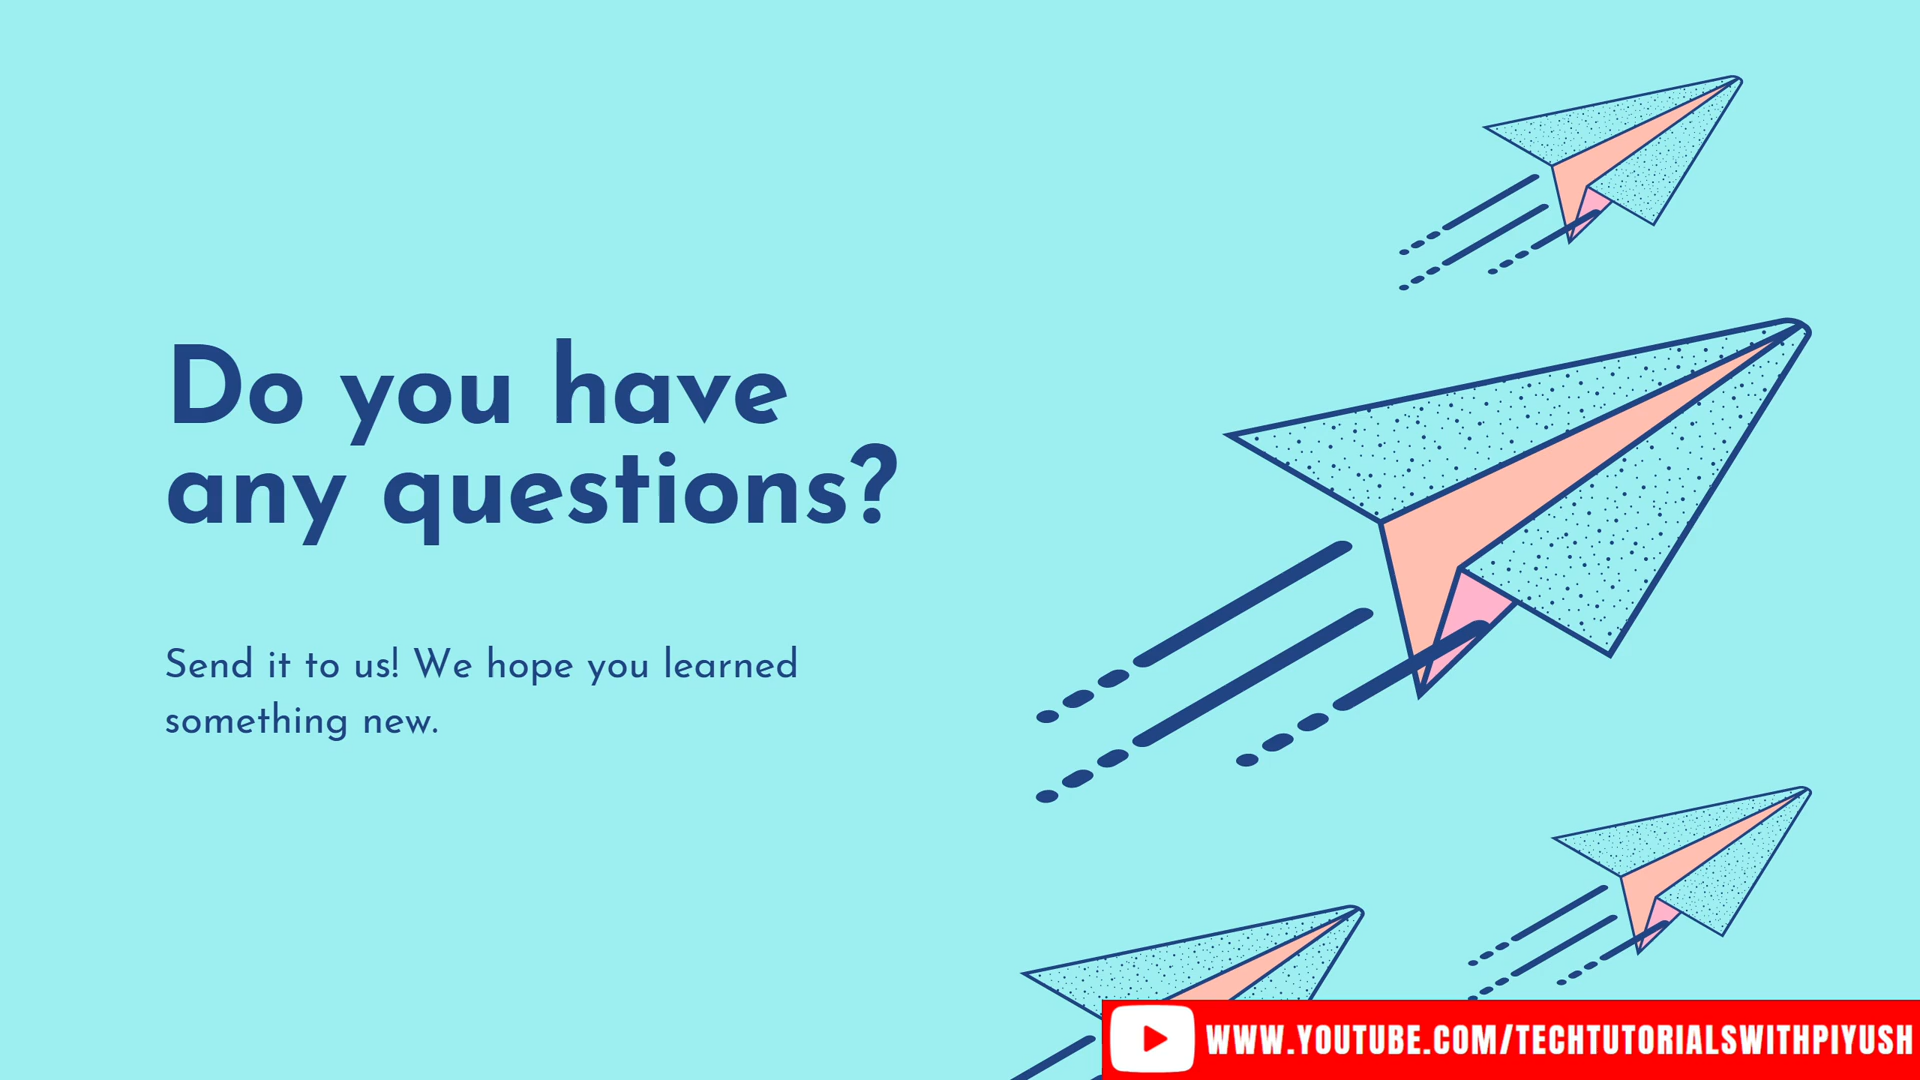 Do you have
any questions?
Send it to us! We hope you learned
something new.
WWW.YOUTUBE.COM/TECHTUTORIALSWITHPIYUSH